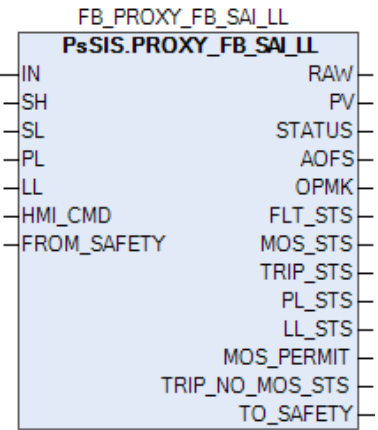 FB_PROXY_FB_SAI_LL
PsSIS.PROXY_FB_SAI_LL
IN RAW
SH PV
SL STATUS
PL AOFS
LL OPMK
HMI_CMD FLT_STS
FROM_SAFETY MOS_STS
TRIP_STS
PL_STS
LL_STS
MOS_PERMIT
TRIP_NO_MOS_STS
TO_SAFETY